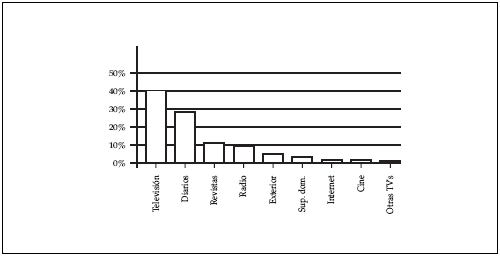 50%
40%
30%
20%
10%
0%
Televisión
Diarios
Revistas
Radio
Exterior
Sup. dom.
Internet
Cine
Otras TVs